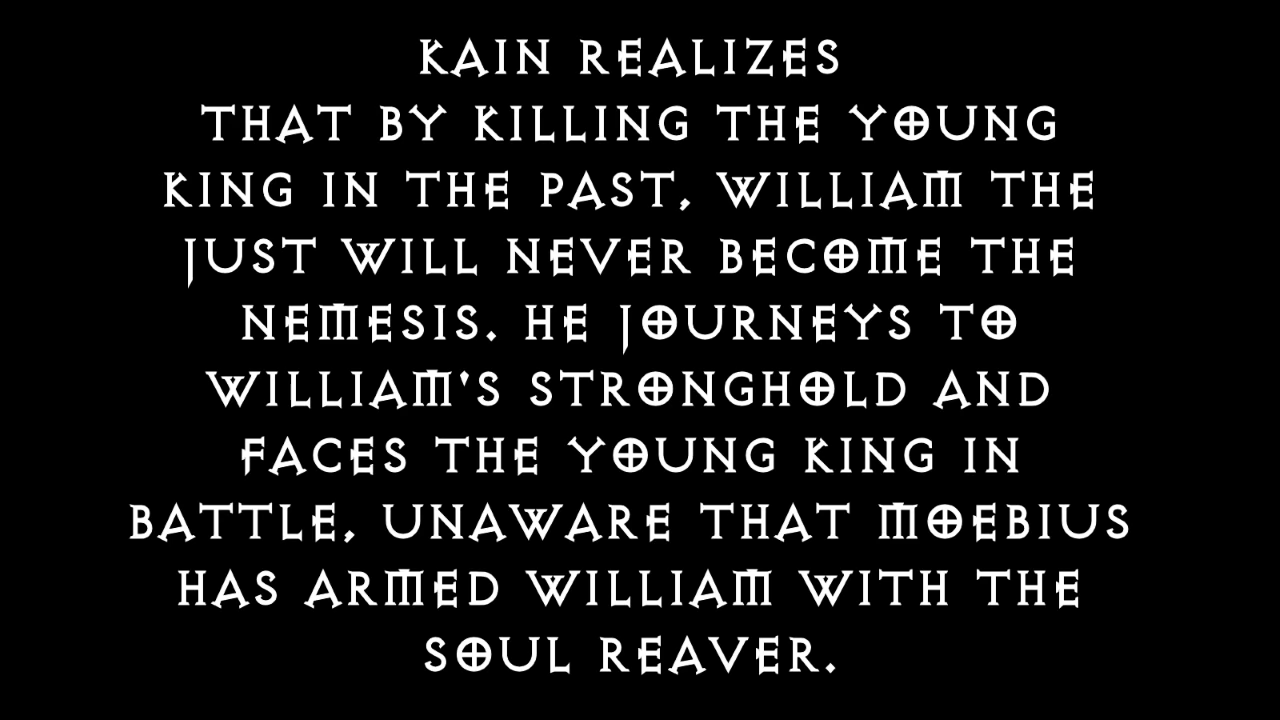 KAIN REALIZES
THAT BY KILLING THE YOUNG
KING IN THE PAST, WILLIAM THE
JUST WILL NEVER BECOME THE
NEMESIS. HE JOURNEYS TO
WILLIAM'S STRONGHOLD AND
FACES THE YOUNG KING IN
BATTLE, UNAWARE THAT MOEBIUS
HAS ARMED WILLIAM WITH THE
SOUL REAVER.